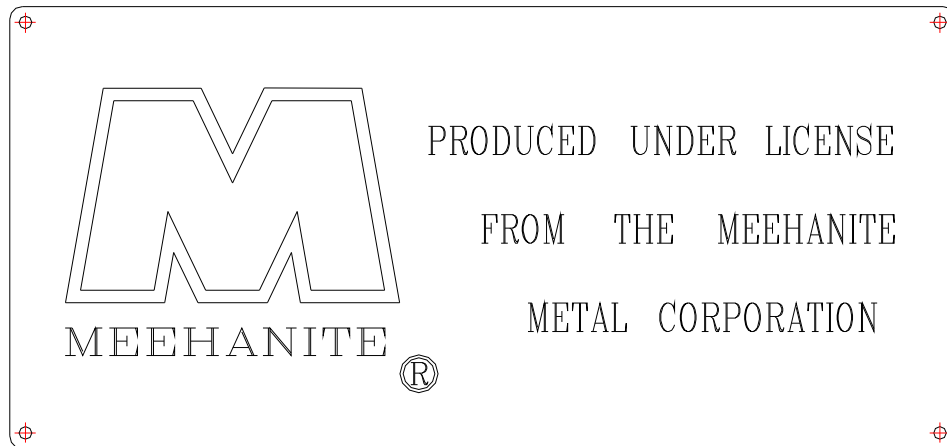 M
MEEHANITE ®
PRODUCED UNDER LICENSE
FROM THE MEEHANITE
METAL CORPORATION